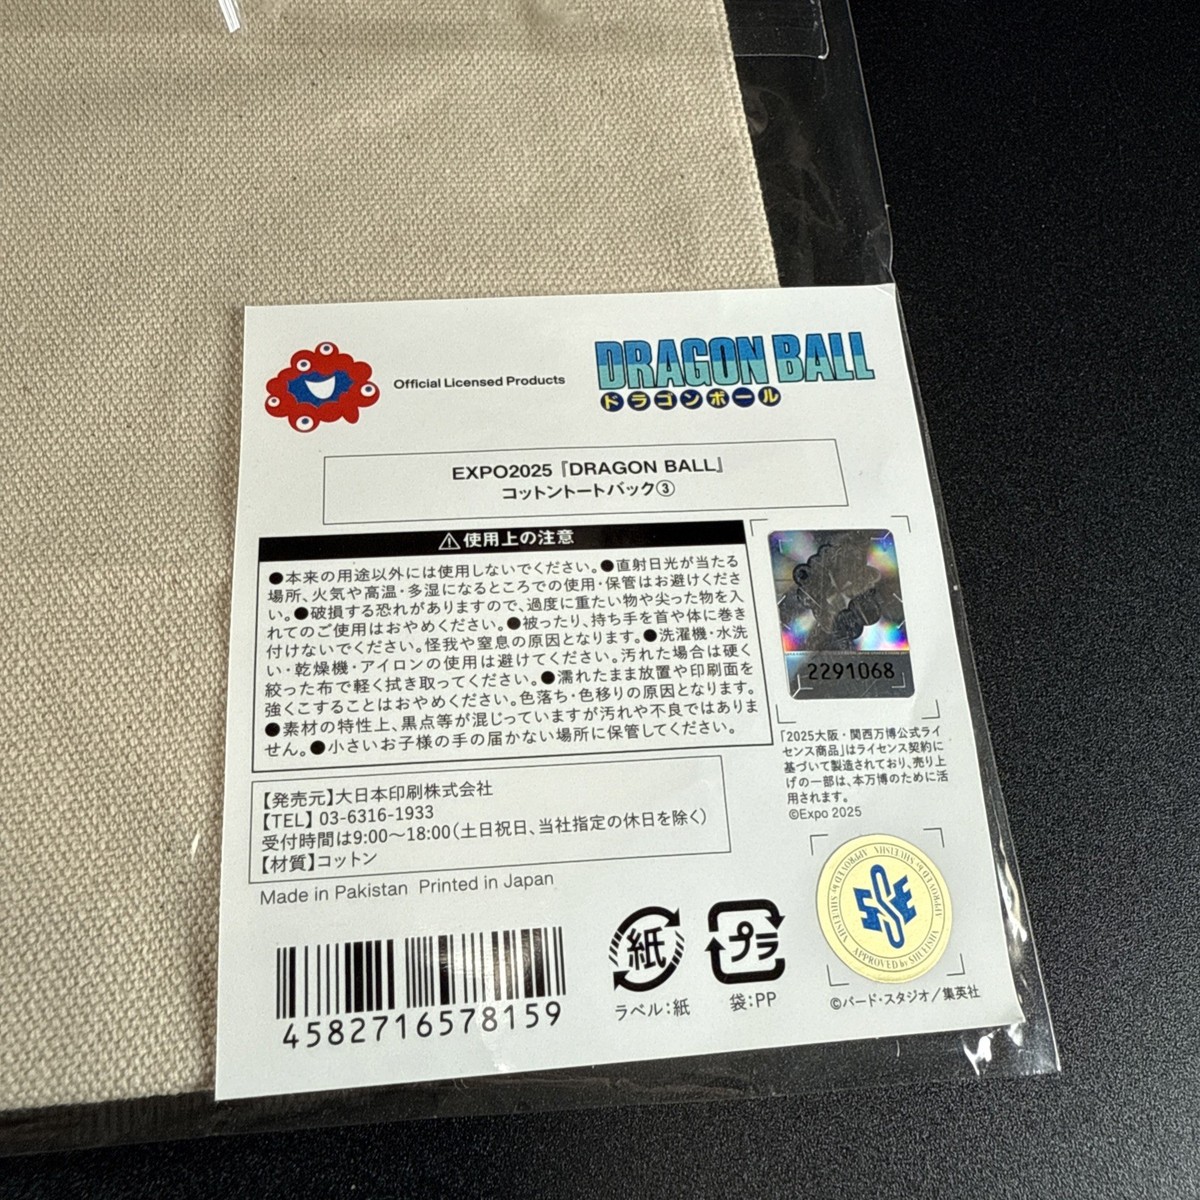 Official Licensed Products
DRAGON BALL
ドラゴンボール
EXPO2025『DRAGON BALL』
コットントートバック③
⚠使用上の注意
●本来の用途以外には使用しないでください。●直射日光が当たる
場所、火気や高温・多湿になるところでの使用・保管はお避けくださ
い。●破損する恐れがありますので、過度に重たい物や尖った物を入
れてのご使用はおやめください。●被ったり、持ち手を首や体に巻き
付けないでください。怪我や窒息の原因となります。●洗濯機・水洗
い・乾燥機・アイロンの使用は避けてください。汚れた場合は硬く
絞った布で軽く拭き取ってください。●濡れたまま放置や印刷面を
強くこすることはおやめください。色落ち・色移りの原因となります。
●素材の特性上、黒点等が混じっていますが汚れや不良ではありま
せん。●小さいお子様の手の届かない場所に保管してください。
2291068
「2025大阪・関西万博公式ライ
センス商品」はライセンス契約に
基づいて製造されており、売り上
げの一部は、本万博のために活
用されます。
©Expo 2025
【発売元】大日本印刷株式会社
【TEL】03-6316-1933
受付時間は9:00〜18:00(土日祝日、当社指定の休日を除く)
【材質】コットン
Made in Pakistan Printed in Japan
4582716578159
紙
ラベル:紙
プラ
袋:PP
APPROVED by SHUEISHA
APPROVED by SHUEISHA
APPROVED by SHUEISHA
©バード・スタジオ/集英社